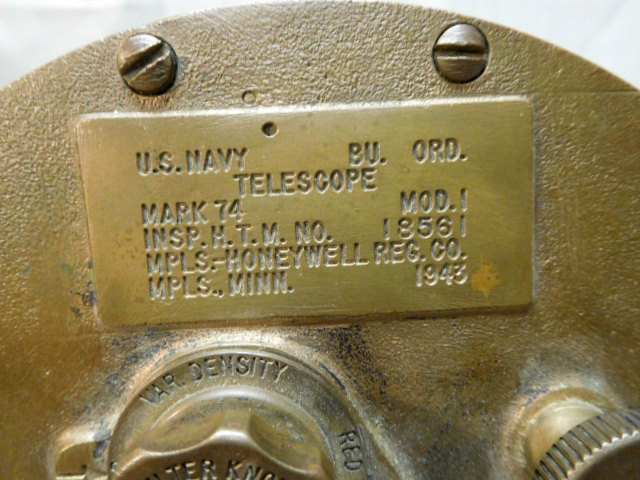 U.S. NAVY BU. ORD.
TELESCOPE
MARK 74 MOD. 1
INSP. H.T.M. NO. 18561
MPLS.-HONEYWELL REG. CO.
MPLS., MINN. 1943
VAR. DENSITY
RED